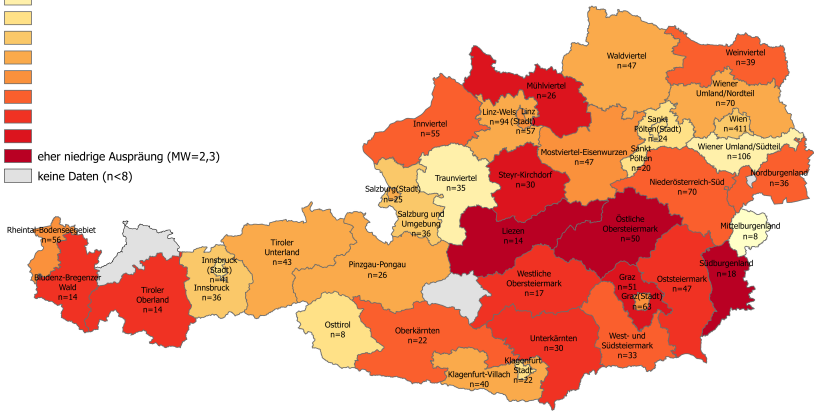 Waldviertel
n=47
Weinviertel
n=39
Mühlviertel
n=26
Wiener
Umland/Nordteil
n=70
Linz-Wels
n=94
Linz
(Stadt)
n=57
Innviertel
n=55
Sankt
Pölten(Stadt)
n=24
Wien
n=411
Wiener Umland/Südteil
n=106
Mostviertel-Eisenwurzen
n=47
Sankt
Pölten
n=20
eher niedrige Auspräung (MW=2,3)
keine Daten (n<8)
Traunviertel
n=35
Steyr-Kirchdorf
n=30
Niederösterreich-Süd
n=70
Nordburgenland
n=36
Salzburg(Stadt)
n=25
Salzburg und
Umgebung
n=36
Liezen
n=14
Östliche
Obersteiermark
n=50
Mittelburgenland
n=8
Rheintal-Bodenseegebiet
n=56
Tiroler
Unterland
n=43
Innsbruck
(Stadt)
n=41
Innsbruck
n=36
Pinzgau-Pongau
n=26
Südburgenland
n=18
Bludenz-Bregenzer
Wald
n=14
Tiroler
Oberland
n=14
Westliche
Obersteiermark
n=17
Graz
n=51
Graz(Stadt)
n=63
Oststeiermark
n=47
Osttirol
n=8
Oberkärnten
n=22
Unterkärnten
n=30
West- und
Südsteiermark
n=33
Klagenfurt
Stadt
n=22
Klagenfurt-Villach
n=40